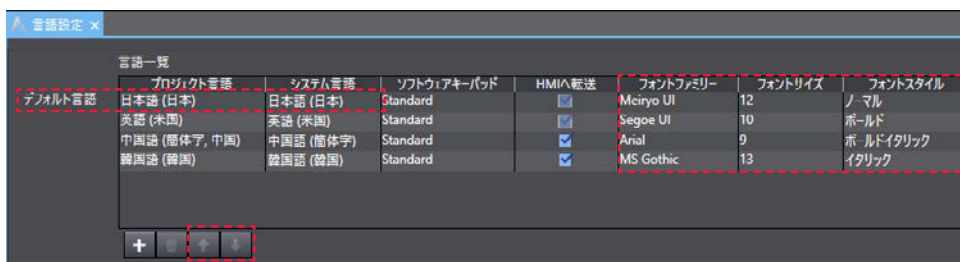 言語設定 ×
言語一覧
プロジェクト言語 システム言語 ソフトウェアキーパッド HMIへ転送 フォントファミリー フォントリイズ フォントスタイル
デフォルト言語 日本語 (日本) 日本語 (日本) Standard Meiryo UI 12 ノーマル
英語 (米国) 英語 (米国) Standard Segoe UI 10 ボールド
中国語 (簡体字, 中国) 中国語 (簡体字) Standard Arial 9 ボールドイタリック
韓国語 (韓国) 韓国語 (韓国) Standard MS Gothic 13 イタリック